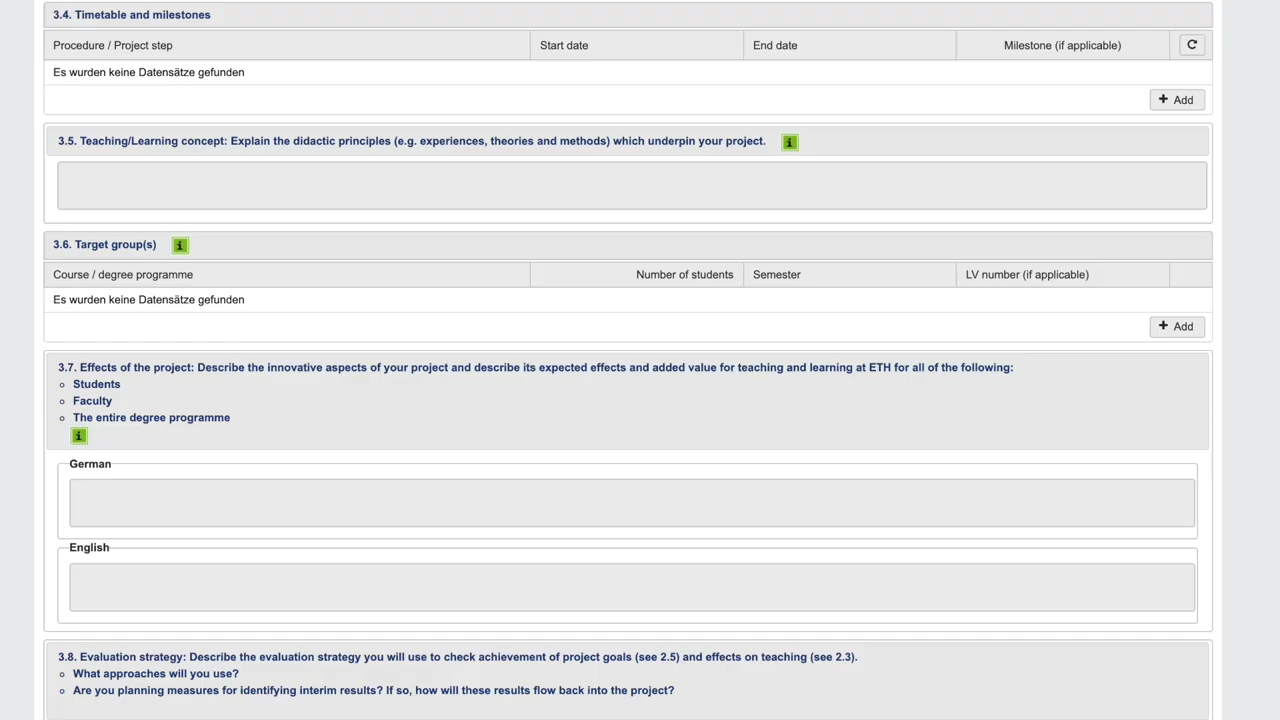 3.4. Timetable and milestones
Procedure / Project step Start date End date Milestone (if applicable)
Es wurden keine Datensätze gefunden
+ Add
3.5. Teaching/Learning concept: Explain the didactic principles (e.g. experiences, theories and methods) which underpin your project. i
3.6. Target group(s) i
Course / degree programme Number of students Semester LV number (if applicable)
Es wurden keine Datensätze gefunden
+ Add
3.7. Effects of the project: Describe the innovative aspects of your project and describe its expected effects and added value for teaching and learning at ETH for all of the following:
Students
Faculty
The entire degree programme
i
German
English
3.8. Evaluation strategy: Describe the evaluation strategy you will use to check achievement of project goals (see 2.5) and effects on teaching (see 2.3).
What approaches will you use?
Are you planning measures for identifying interim results? If so, how will these results flow back into the project?